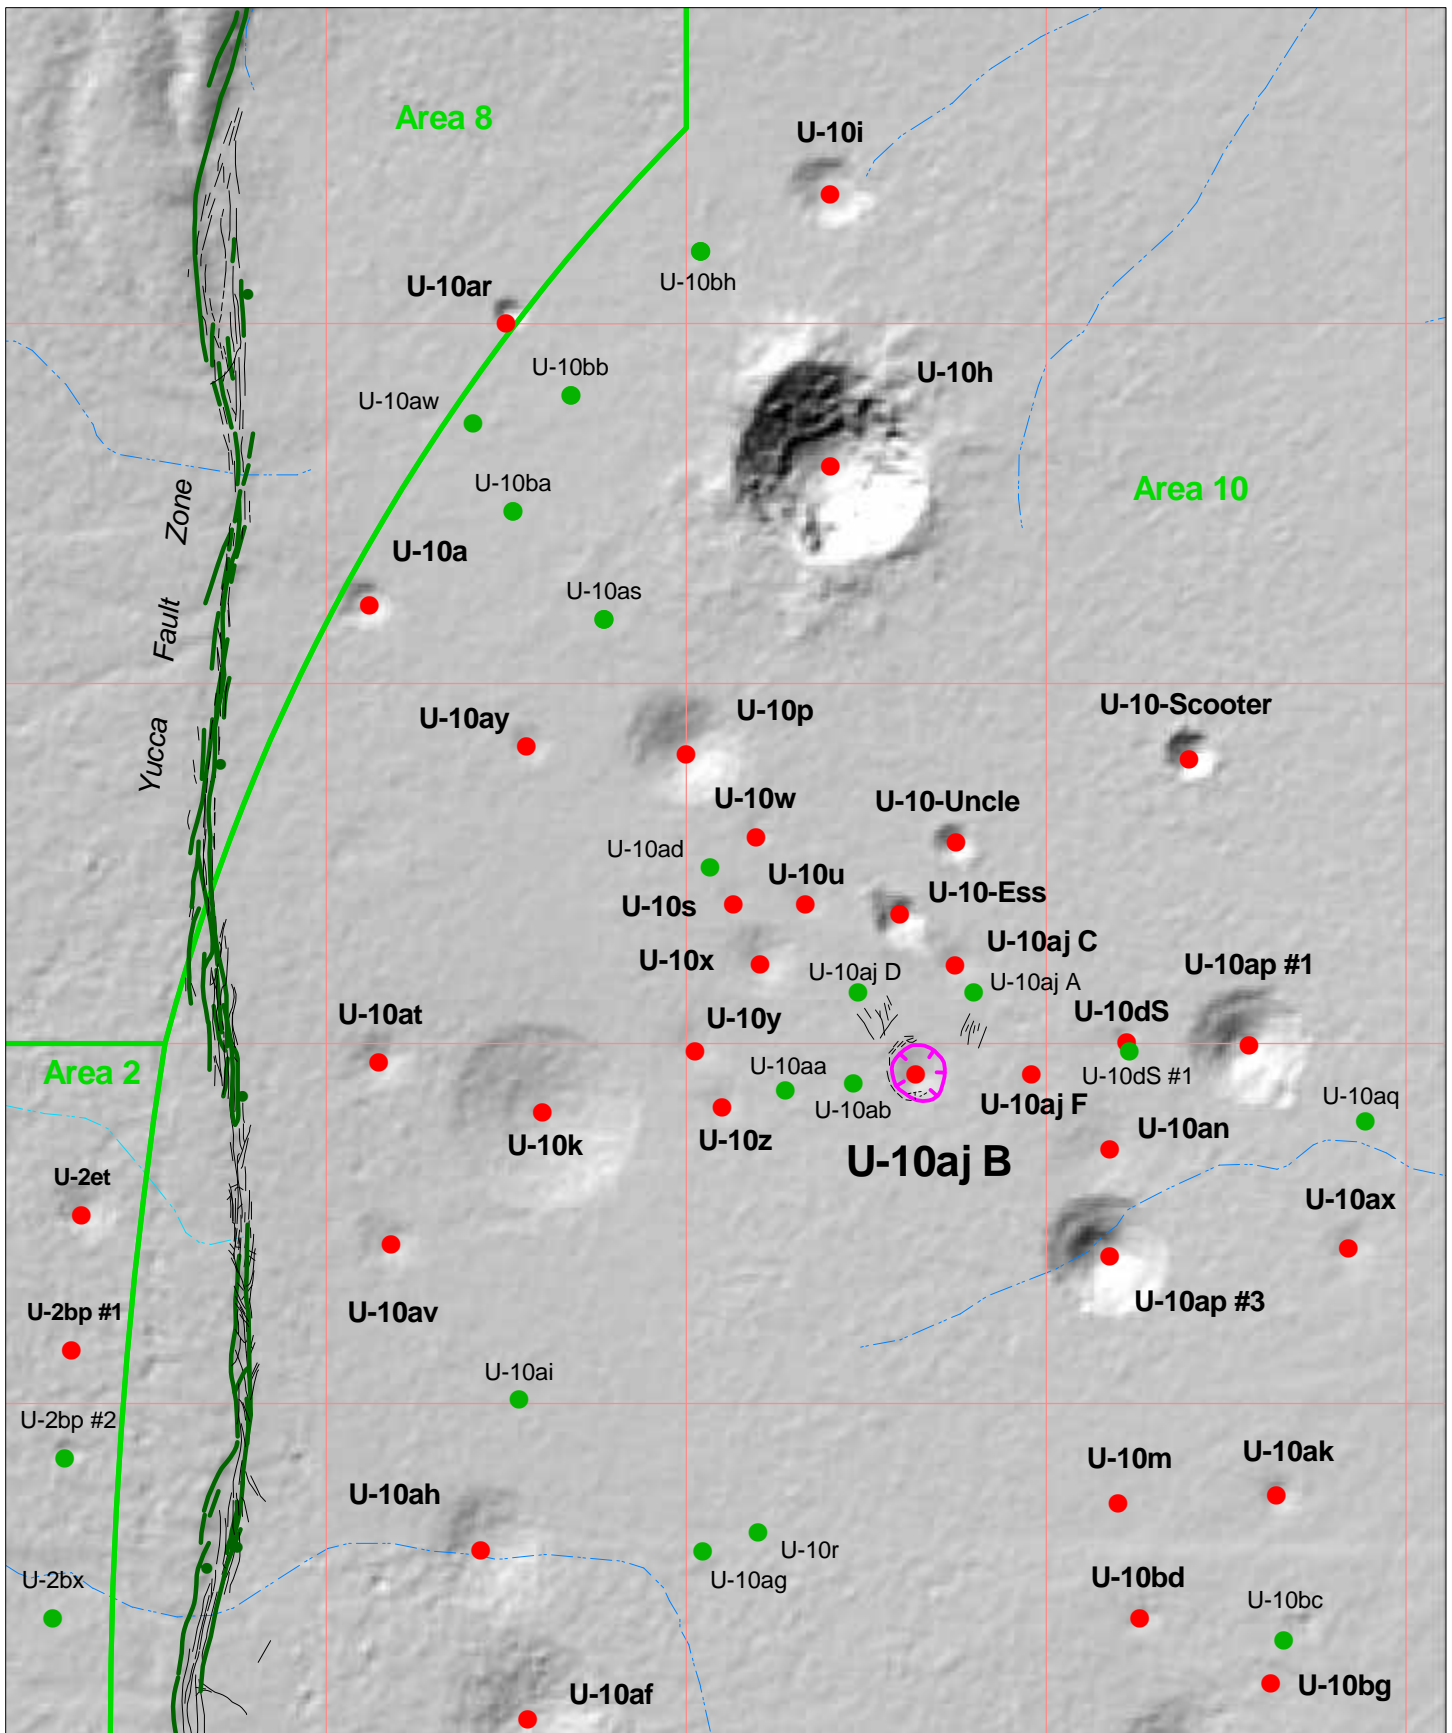 Area 8
U-10i
U-10bh
U-10ar
U-10bb
U-10h
U-10aw
Area 10
U-10ba
Zone
U-10a
U-10as
Fault
U-10ay
U-10p
U-10-Scooter
Yucca
U-10w
U-10-Uncle
U-10ad
U-10u
U-10-Ess
U-10s
U-10aj C
U-10x
U-10aj D
U-10aj A
U-10ap #1
U-10at
U-10y
U-10dS
Area 2
U-10aa
U-10dS #1
U-10ab
U-10aj F
U-10aq
U-10k
U-10z
U-10an
U-10aj B
U-2et
U-10ax
U-2bp #1
U-10av
U-10ap #3
U-10ai
U-2bp #2
U-10m
U-10ak
U-10ah
U-10r
U-2bx
U-10ag
U-10bd
U-10bc
U-10af
U-10bg